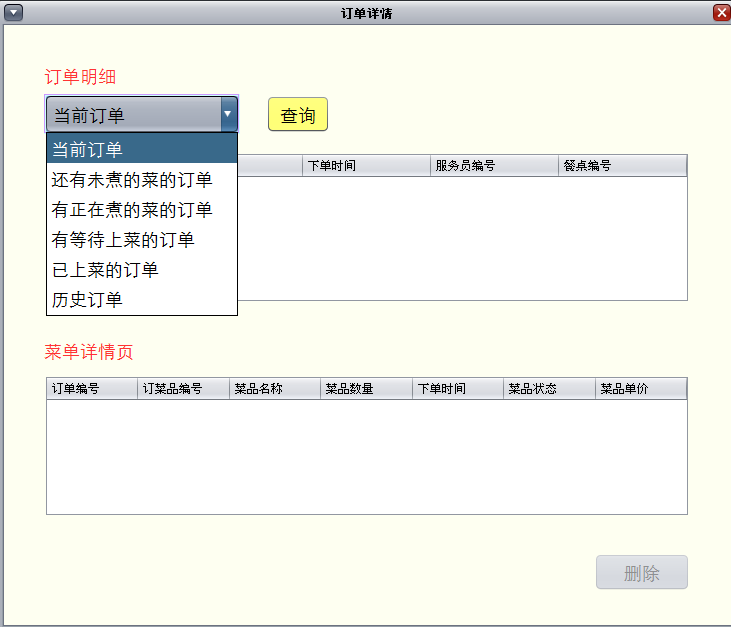 订单详情
订单明细
当前订单 查询
当前订单
还有未煮的菜的订单
有正在煮的菜的订单
有等待上菜的订单
已上菜的订单
历史订单
下单时间 服务员编号 餐桌编号
菜单详情页
订单编号 订菜品编号 菜品名称 菜品数量 下单时间 菜品状态 菜品单价
删除